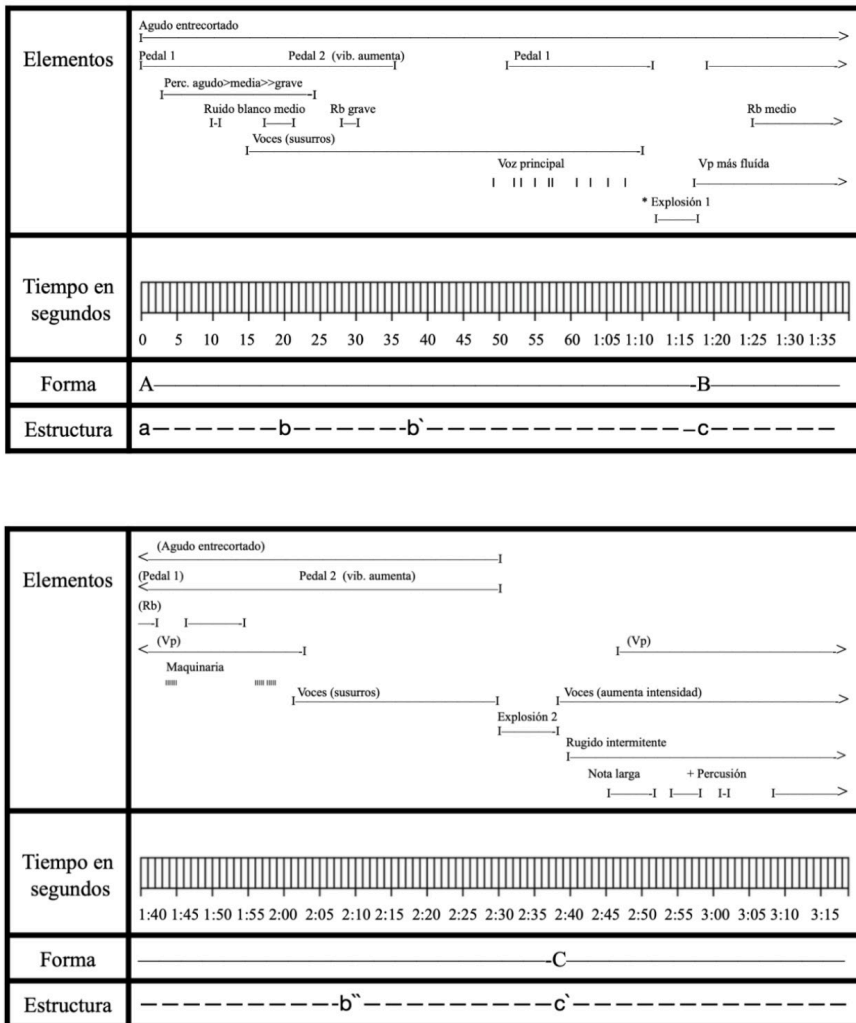 Agudo entrecortado
Elementos
Pedal 1 Pedal 2 (vib. aumenta) Pedal 1
Perc. agudo>media>>grave
Ruido blanco medio Rb grave Rb medio
Voces (susurros)
Voz principal Vp más fluída
* Explosión 1
Tiempo en
segundos
0 5 10 15 20 25 30 35 40 45 50 55 60 1:05 1:10 1:15 1:20 1:25 1:30 1:35
Forma A B
Estructura a b b` c
(Agudo entrecortado)
Elementos
(Pedal 1) Pedal 2 (vib. aumenta)
(Rb)
(Vp) (Vp)
Maquinaria
Voces (susurros) Voces (aumenta intensidad)
Explosión 2
Rugido intermitente
Nota larga + Percusión
Tiempo en
segundos
1:40 1:45 1:50 1:55 2:00 2:05 2:10 2:15 2:20 2:25 2:30 2:35 2:40 2:45 2:50 2:55 3:00 3:05 3:10 3:15
Forma C
Estructura b`` c`